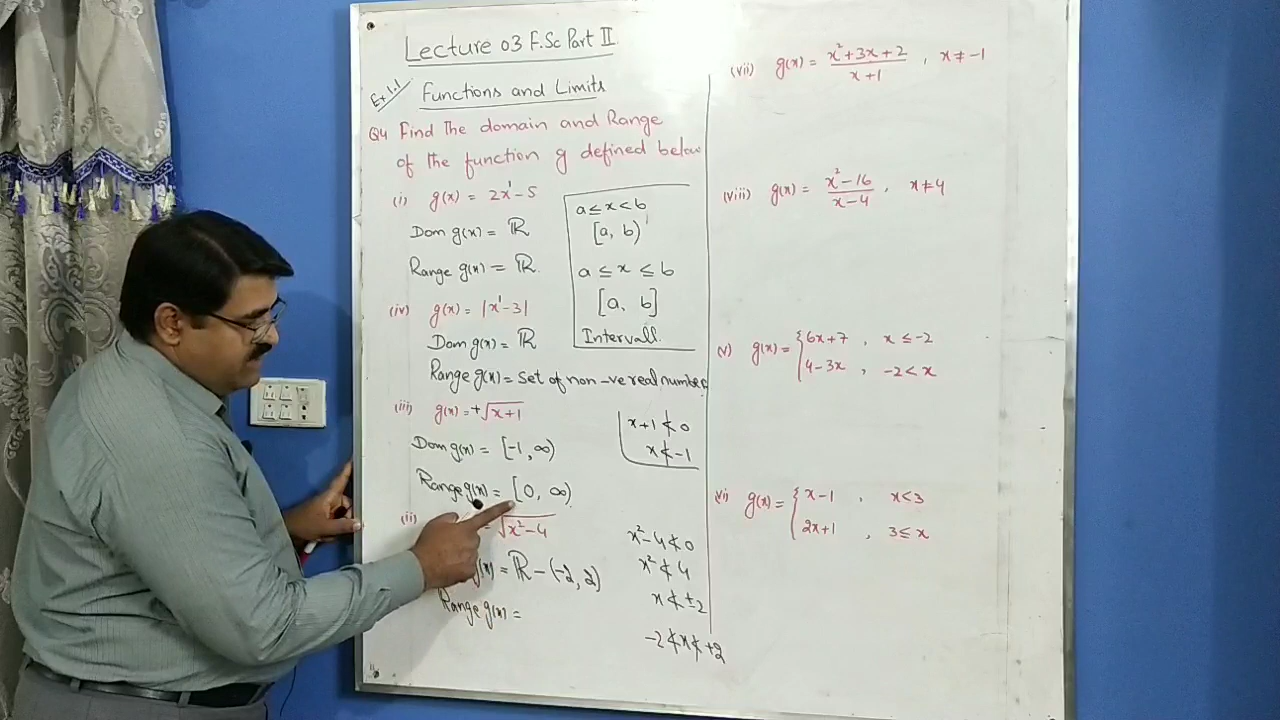 Lecture 03 F.Sc Part II
Ex 1.1
Functions and Limits
Q4 Find The domain and Range
of the function g defined below
(i) g(x) = 2x¹-5
Dom g(x) = ℝ
Range g(x) = ℝ
a ≤ x < b
[a, b)
a ≤ x ≤ b
[a, b]
Intervall.
(iv) g(x) = |x¹-3|
Dom g(x) = ℝ
Range g(x) = Set of non -ve real number
(iii) g(x) = +√(x+1)
Dom g(x) = [-1, ∞)
Range g(x) = [0, ∞)
x+1 ≮ 0
x ≮ -1
(ii) = √(x²-4)
g(x) = ℝ - (-2, 2)
Range g(x) =
x²-4 ≮ 0
x² ≮ 4
x ≮ ±2
-2 ≮ x ≮ +2
(vii) g(x) = (x²+3x+2)/(x+1) , x ≠ -1
(viii) g(x) = (x²-16)/(x-4) , x ≠ 4
(v) g(x) = { 6x+7 , x ≤ -2
4-3x , -2 < x
vi) g(x) = { x-1 , x < 3
2x+1 , 3 ≤ x